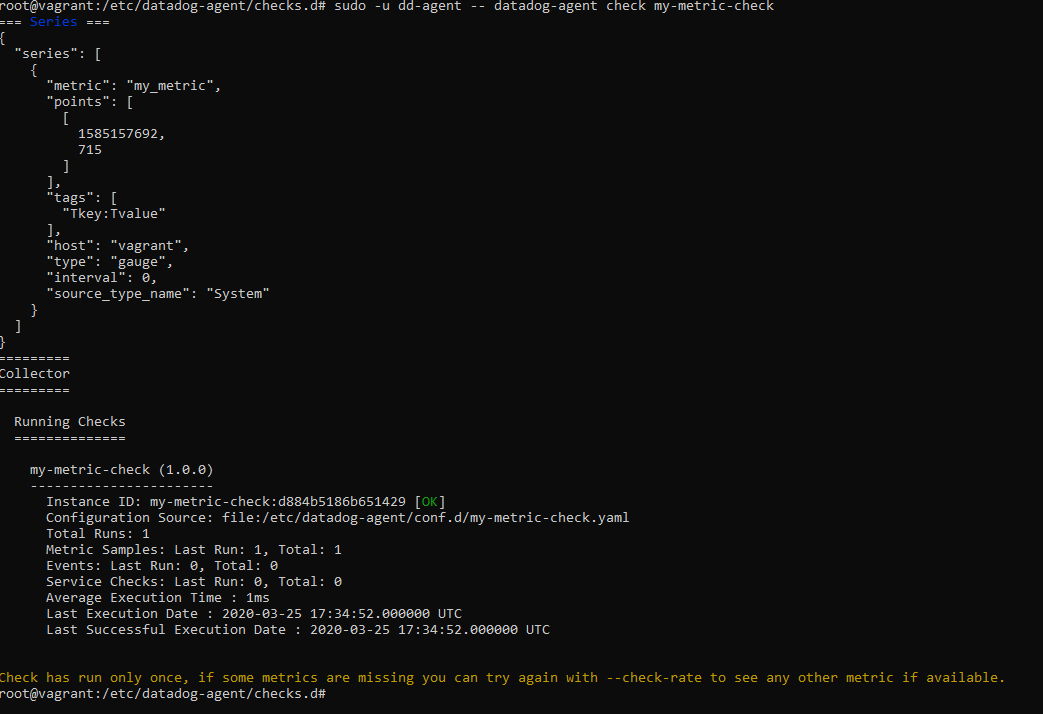 root@vagrant:/etc/datadog-agent/checks.d# sudo -u dd-agent -- datadog-agent check my-metric-check
=== Series ===
{
  "series": [
    {
      "metric": "my_metric",
      "points": [
        [
          1585157692,
          715
        ]
      ],
      "tags": [
        "Tkey:Tvalue"
      ],
      "host": "vagrant",
      "type": "gauge",
      "interval": 0,
      "source_type_name": "System"
    }
  ]
}
=========
Collector
=========

  Running Checks
  ==============

    my-metric-check (1.0.0)
    -----------------------
      Instance ID: my-metric-check:d884b5186b651429 [OK]
      Configuration Source: file:/etc/datadog-agent/conf.d/my-metric-check.yaml
      Total Runs: 1
      Metric Samples: Last Run: 1, Total: 1
      Events: Last Run: 0, Total: 0
      Service Checks: Last Run: 0, Total: 0
      Average Execution Time : 1ms
      Last Execution Date : 2020-03-25 17:34:52.000000 UTC
      Last Successful Execution Date : 2020-03-25 17:34:52.000000 UTC

Check has run only once, if some metrics are missing you can try again with --check-rate to see any other metric if available.
root@vagrant:/etc/datadog-agent/checks.d#